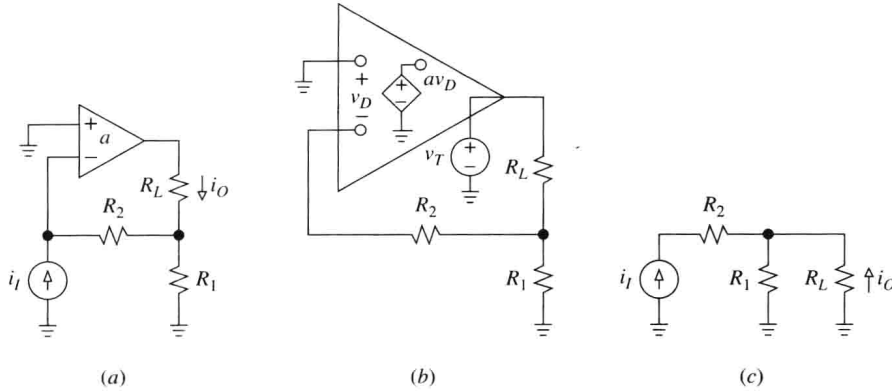 +
a
−
R_L
i_O
R_2
i_I
R_1
(a)
+
v_D
−
+
−
av_D
v_T
+
−
R_L
R_2
R_1
(b)
R_2
i_I
R_1
R_L
i_O
(c)